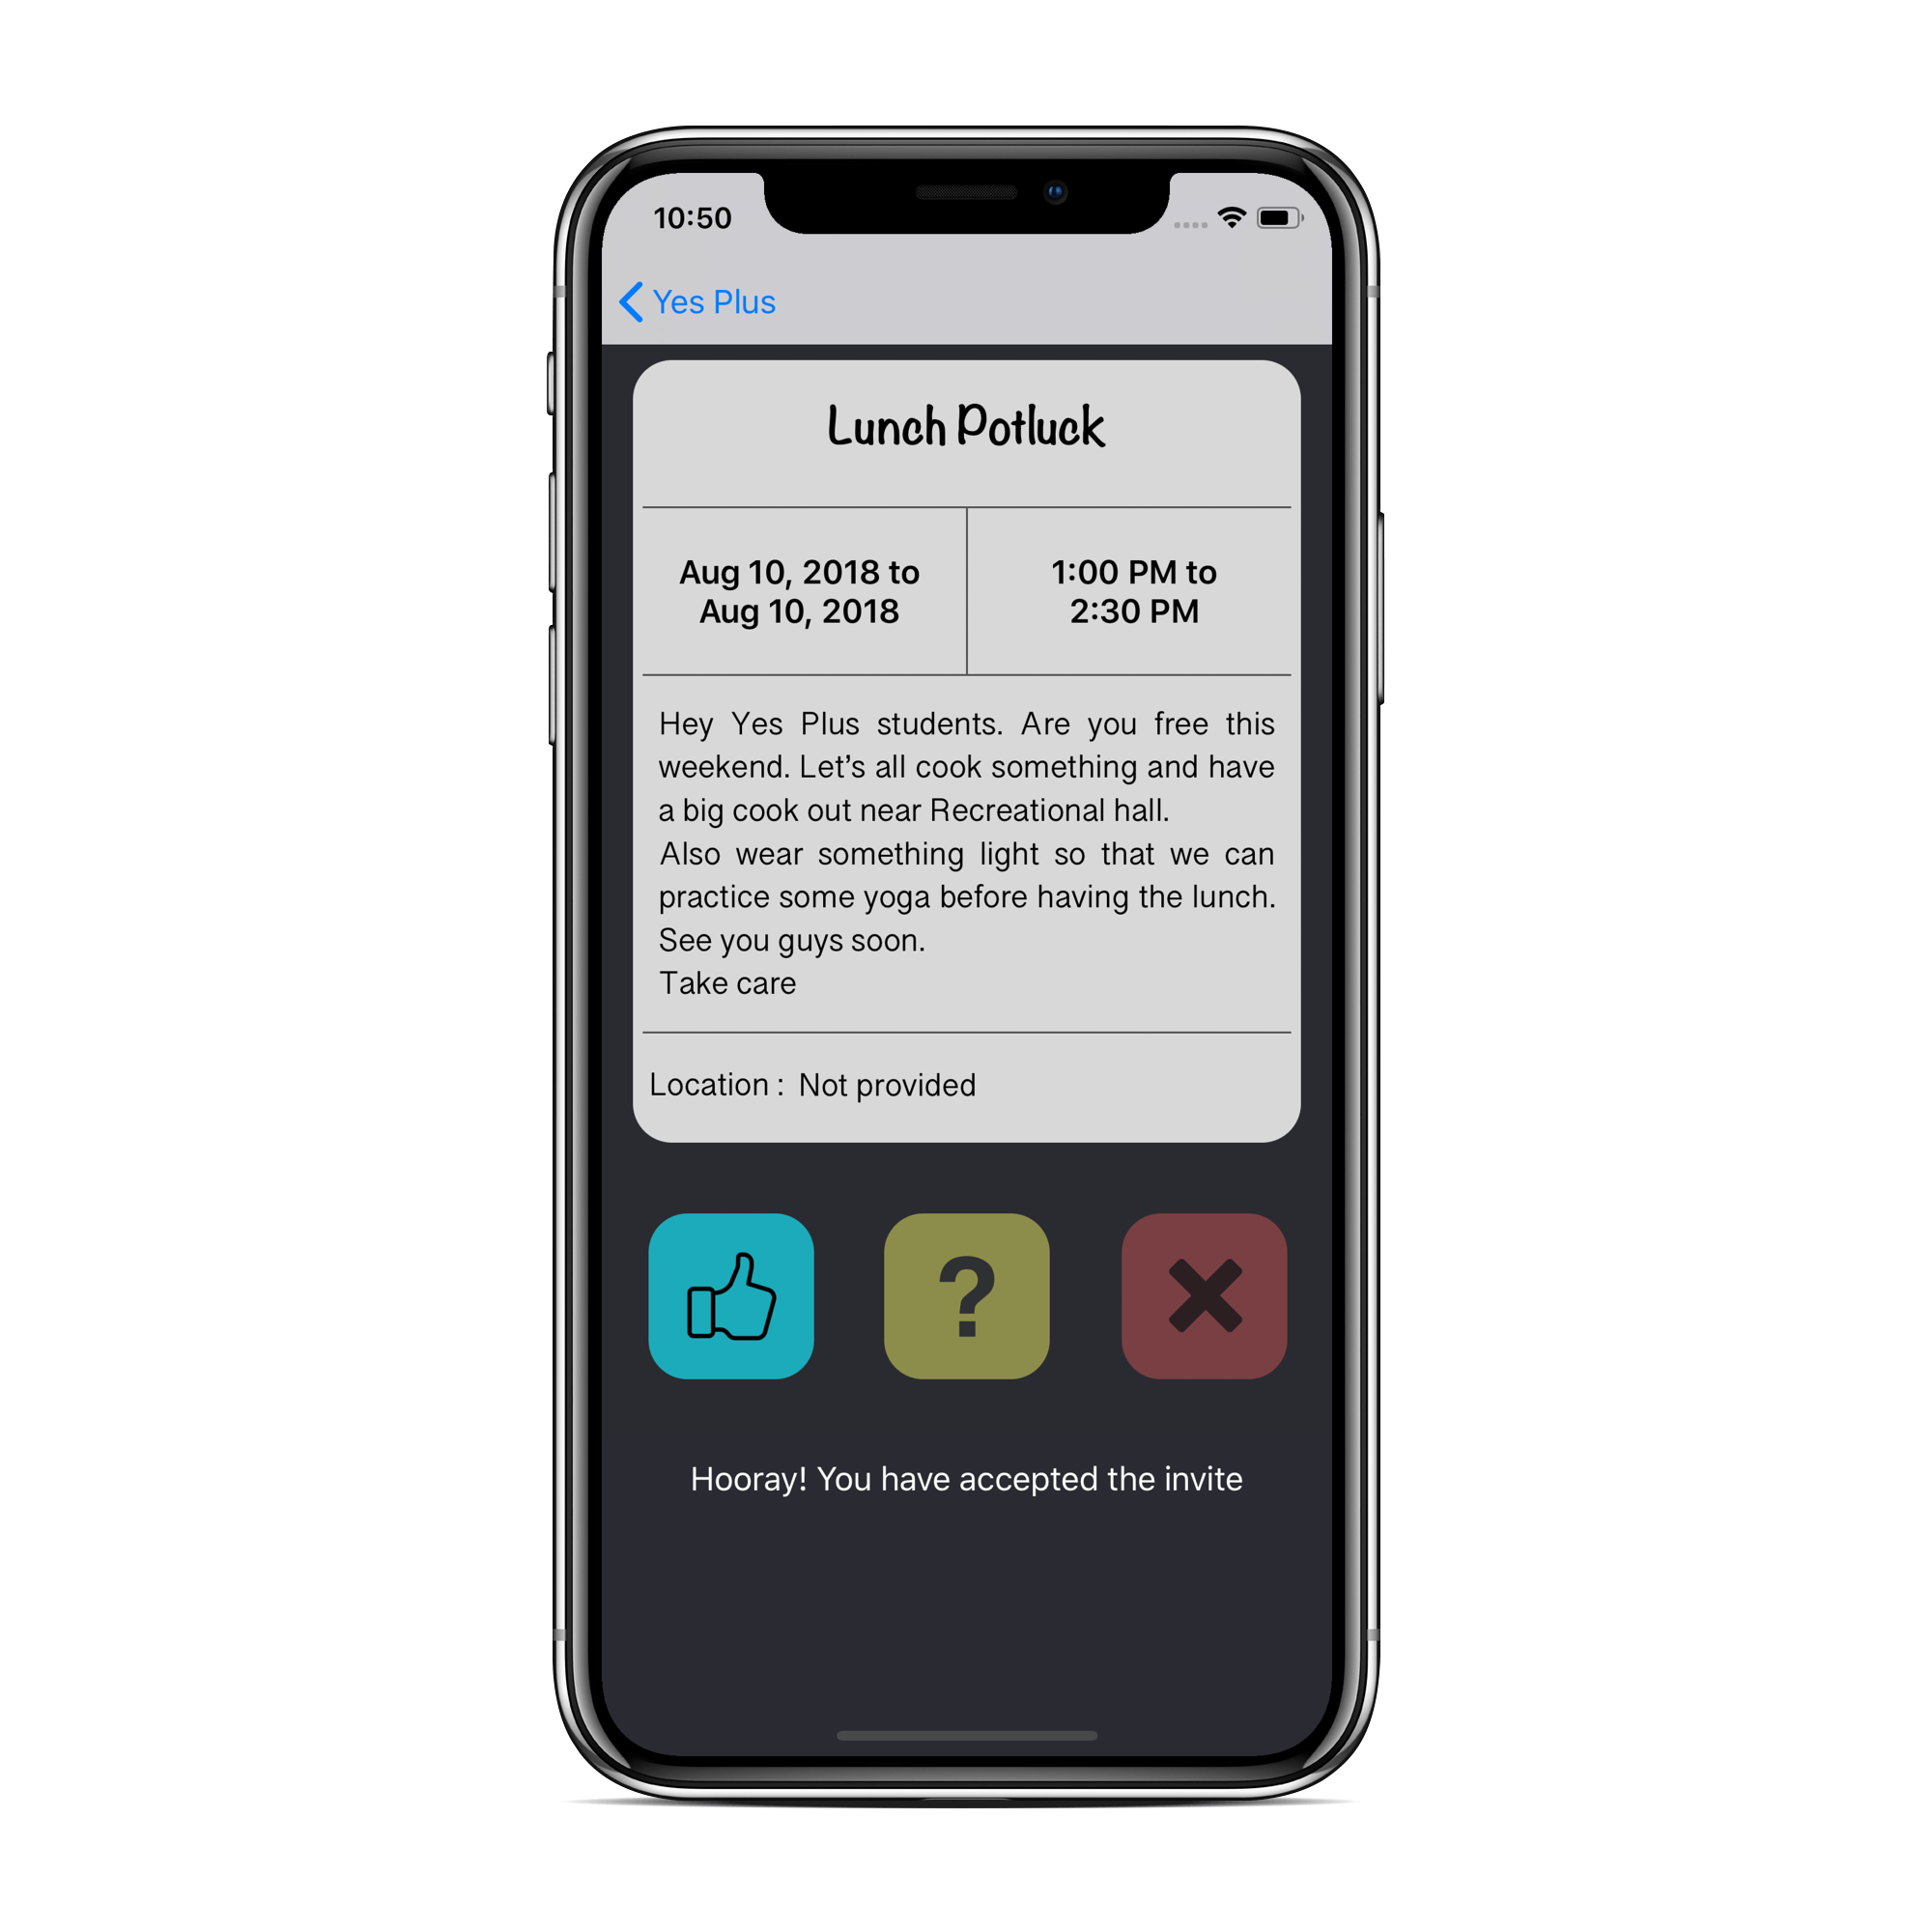 10:50
Yes Plus
Lunch Potluck
Aug 10, 2018 to
Aug 10, 2018
1:00 PM to
2:30 PM
Hey Yes Plus students. Are you free this
weekend. Let's all cook something and have
a big cook out near Recreational hall.
Also wear something light so that we can
practice some yoga before having the lunch.
See you guys soon.
Take care
Location : Not provided
?
Hooray! You have accepted the invite